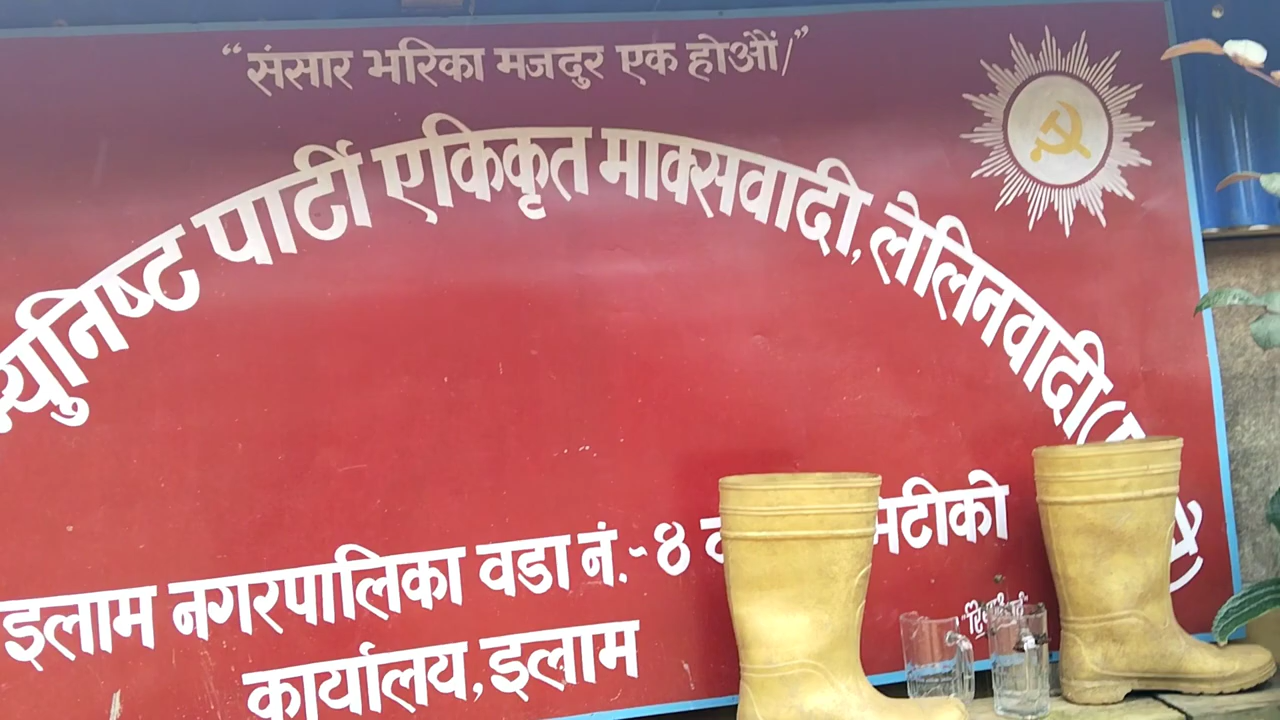 “संसार भरिका मजदुर एक होऔं/”
म्युनिष्ट पार्टी एकिकृत माक्सवादी, लेलिनवादी(
इलाम नगरपालिका वडा नं.-४
कार्यालय, इलाम